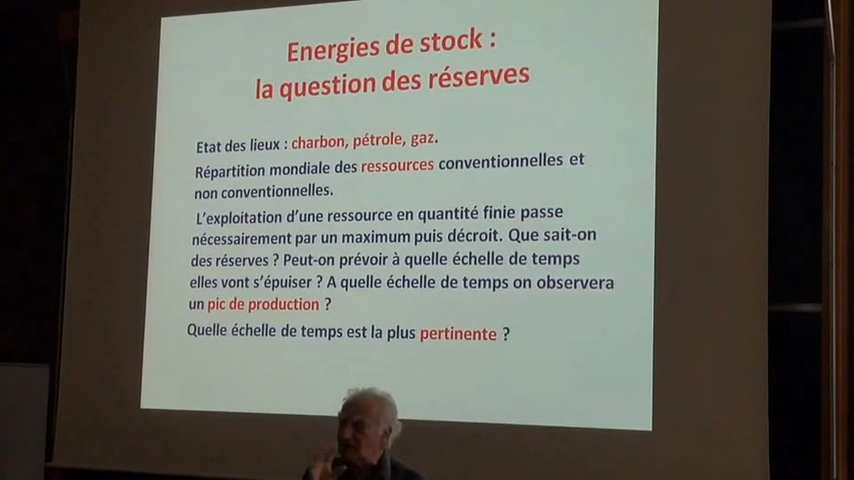 Energies de stock :
la question des réserves
Etat des lieux : charbon, pétrole, gaz.
Répartition mondiale des ressources conventionnelles et
non conventionnelles.
L'exploitation d'une ressource en quantité finie passe
nécessairement par un maximum puis décroit. Que sait-on
des réserves ? Peut-on prévoir à quelle échelle de temps
elles vont s'épuiser ? A quelle échelle de temps on observera
un pic de production ?
Quelle échelle de temps est la plus pertinente ?